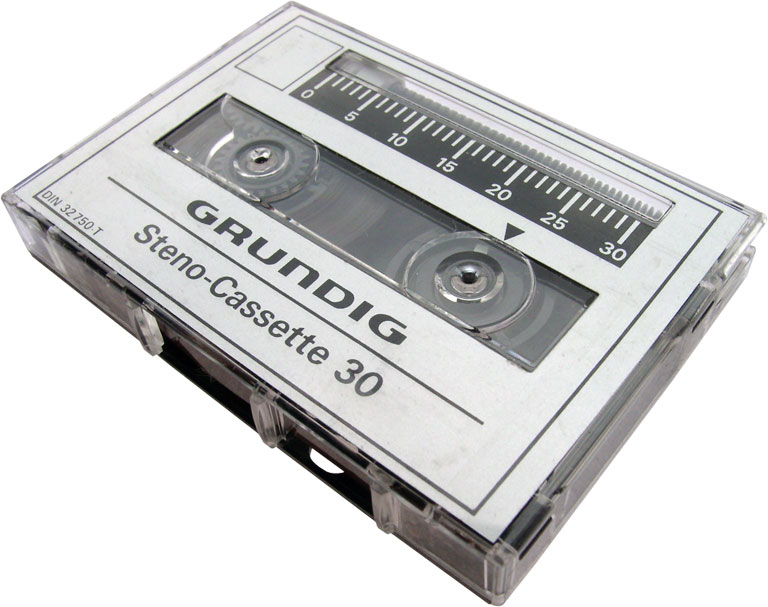 0 5 10 15 20 25 30
GRUNDIG
Steno-Cassette 30
DIN 32750-T